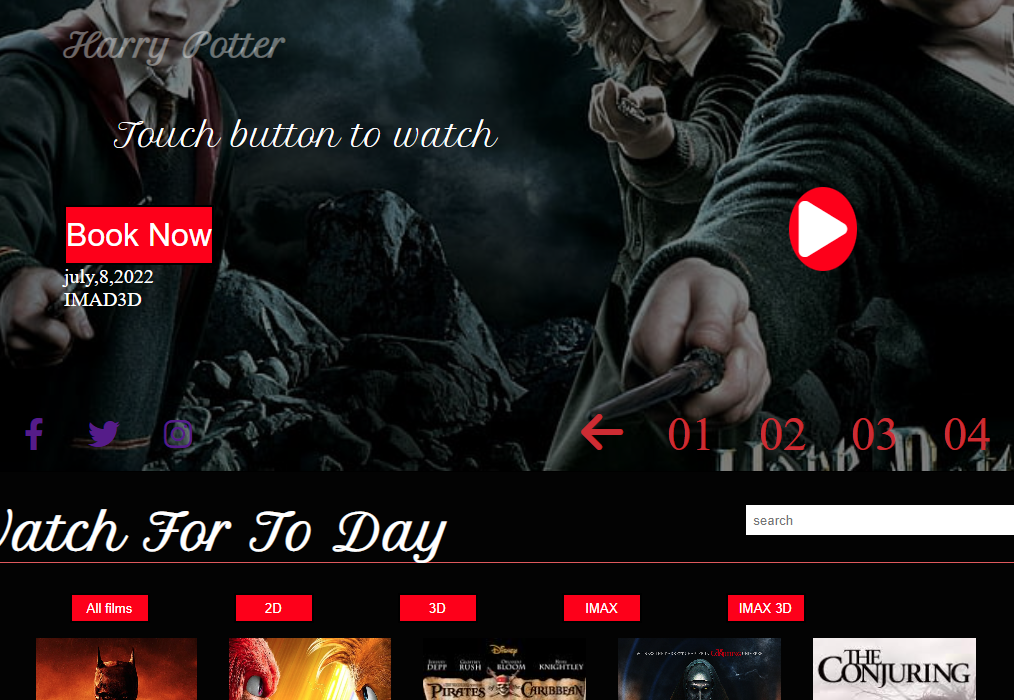 Harry Potter
Touch button to watch
Book Now
july,8,2022
IMAD3D
01 02 03 04
Watch For To Day
search
All films 2D 3D IMAX IMAX 3D
Disney
JOHNNY DEPP GEOFFREY RUSH ORLANDO BLOOM KEIRA KNIGHTLEY
PIRATES CARIBBEAN
THE
CONJURING